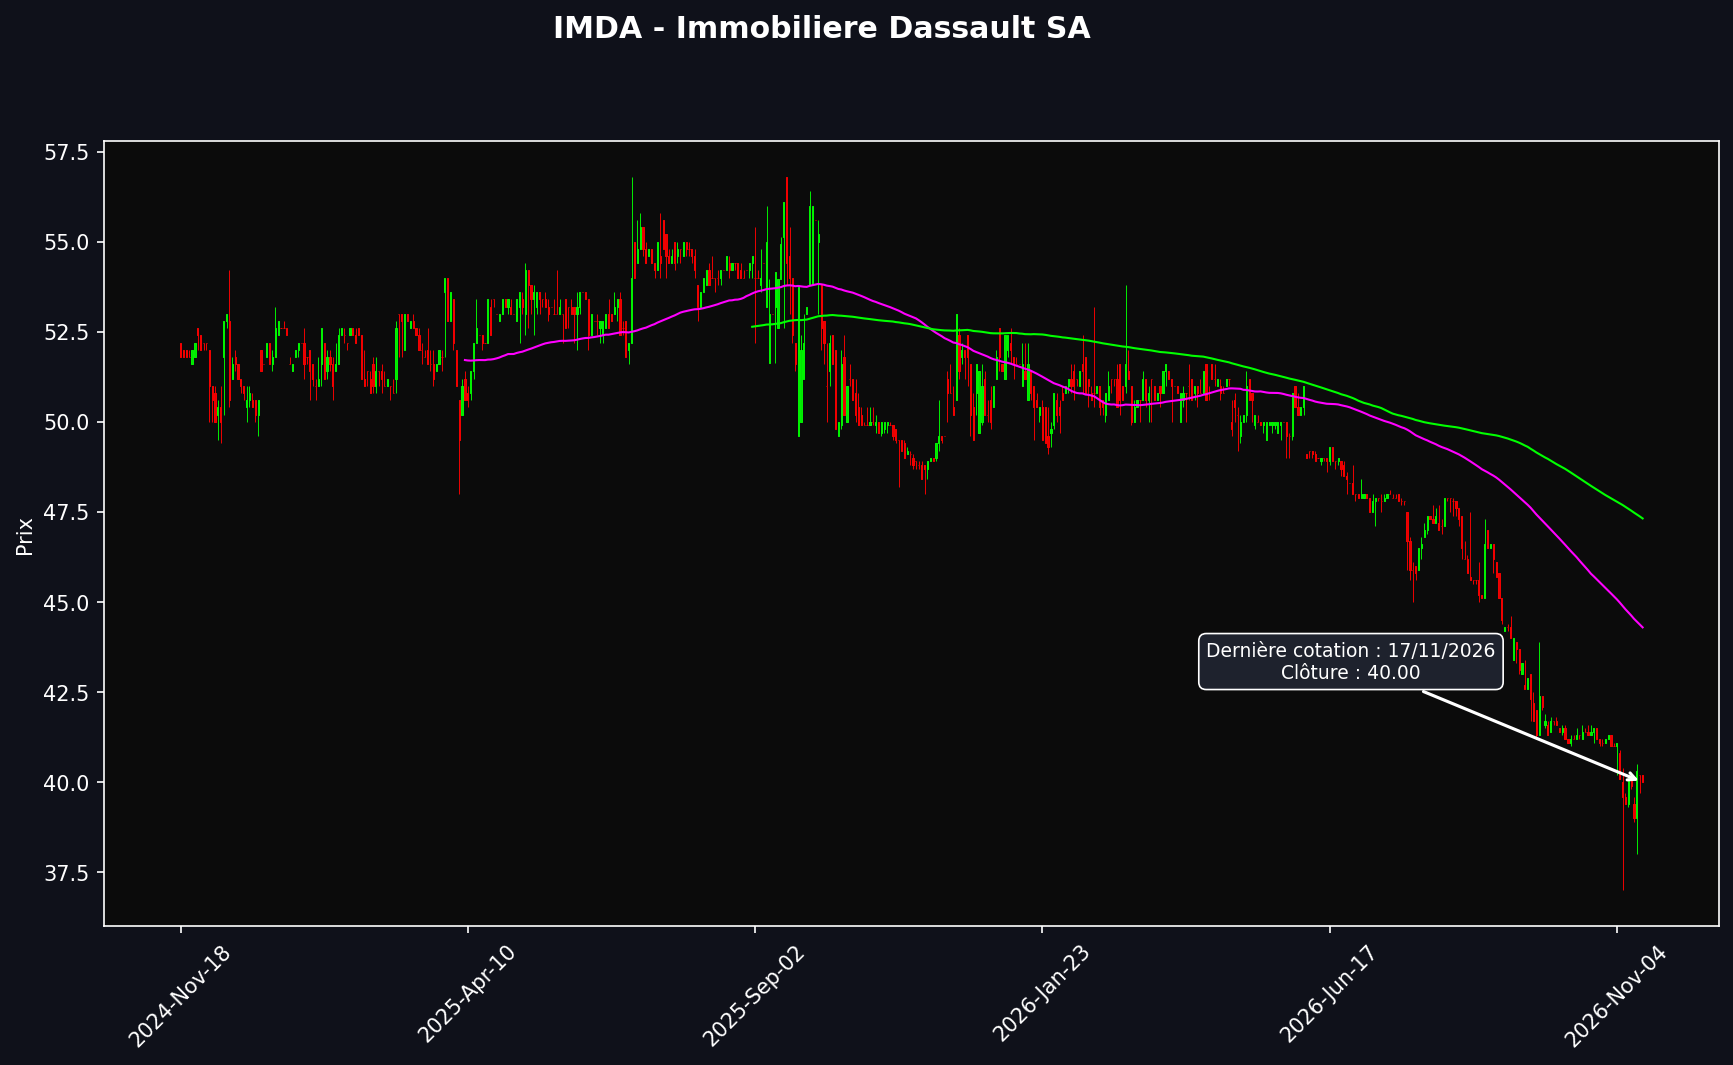 IMDA - Immobiliere Dassault SA
57.5
55.0
52.5
50.0
47.5
45.0
42.5
40.0
37.5
Prix
Dernière cotation : 17/11/2026
Clôture : 40.00
2024-Nov-18
2025-Apr-10
2025-Sep-02
2026-Jan-23
2026-Jun-17
2026-Nov-04